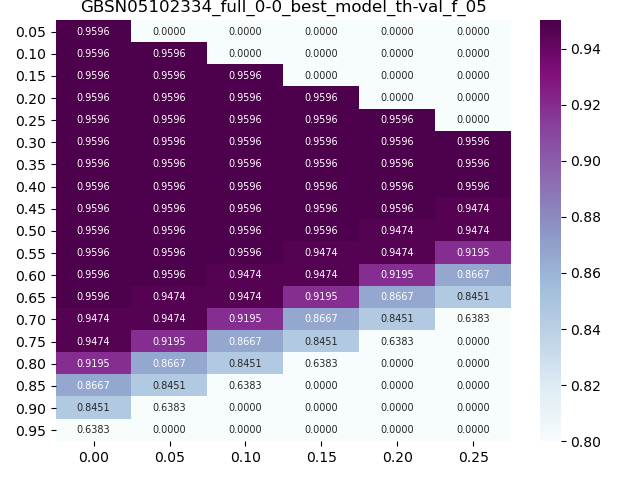 GBSN05102334_full_0-0_best_model_th-val_f_05
0.05 0.9596 0.0000 0.0000 0.0000 0.0000 0.0000
0.10 0.9596 0.9596 0.0000 0.0000 0.0000 0.0000
0.15 0.9596 0.9596 0.9596 0.0000 0.0000 0.0000
0.20 0.9596 0.9596 0.9596 0.9596 0.0000 0.0000
0.25 0.9596 0.9596 0.9596 0.9596 0.9596 0.0000
0.30 0.9596 0.9596 0.9596 0.9596 0.9596 0.9596
0.35 0.9596 0.9596 0.9596 0.9596 0.9596 0.9596
0.40 0.9596 0.9596 0.9596 0.9596 0.9596 0.9596
0.45 0.9596 0.9596 0.9596 0.9596 0.9596 0.9474
0.50 0.9596 0.9596 0.9596 0.9596 0.9474 0.9474
0.55 0.9596 0.9596 0.9596 0.9474 0.9474 0.9195
0.60 0.9596 0.9596 0.9474 0.9474 0.9195 0.8667
0.65 0.9596 0.9474 0.9474 0.9195 0.8667 0.8451
0.70 0.9474 0.9474 0.9195 0.8667 0.8451 0.6383
0.75 0.9474 0.9195 0.8667 0.8451 0.6383 0.0000
0.80 0.9195 0.8667 0.8451 0.6383 0.0000 0.0000
0.85 0.8667 0.8451 0.6383 0.0000 0.0000 0.0000
0.90 0.8451 0.6383 0.0000 0.0000 0.0000 0.0000
0.95 0.6383 0.0000 0.0000 0.0000 0.0000 0.0000
0.00 0.05 0.10 0.15 0.20 0.25
0.94
0.92
0.90
0.88
0.86
0.84
0.82
0.80